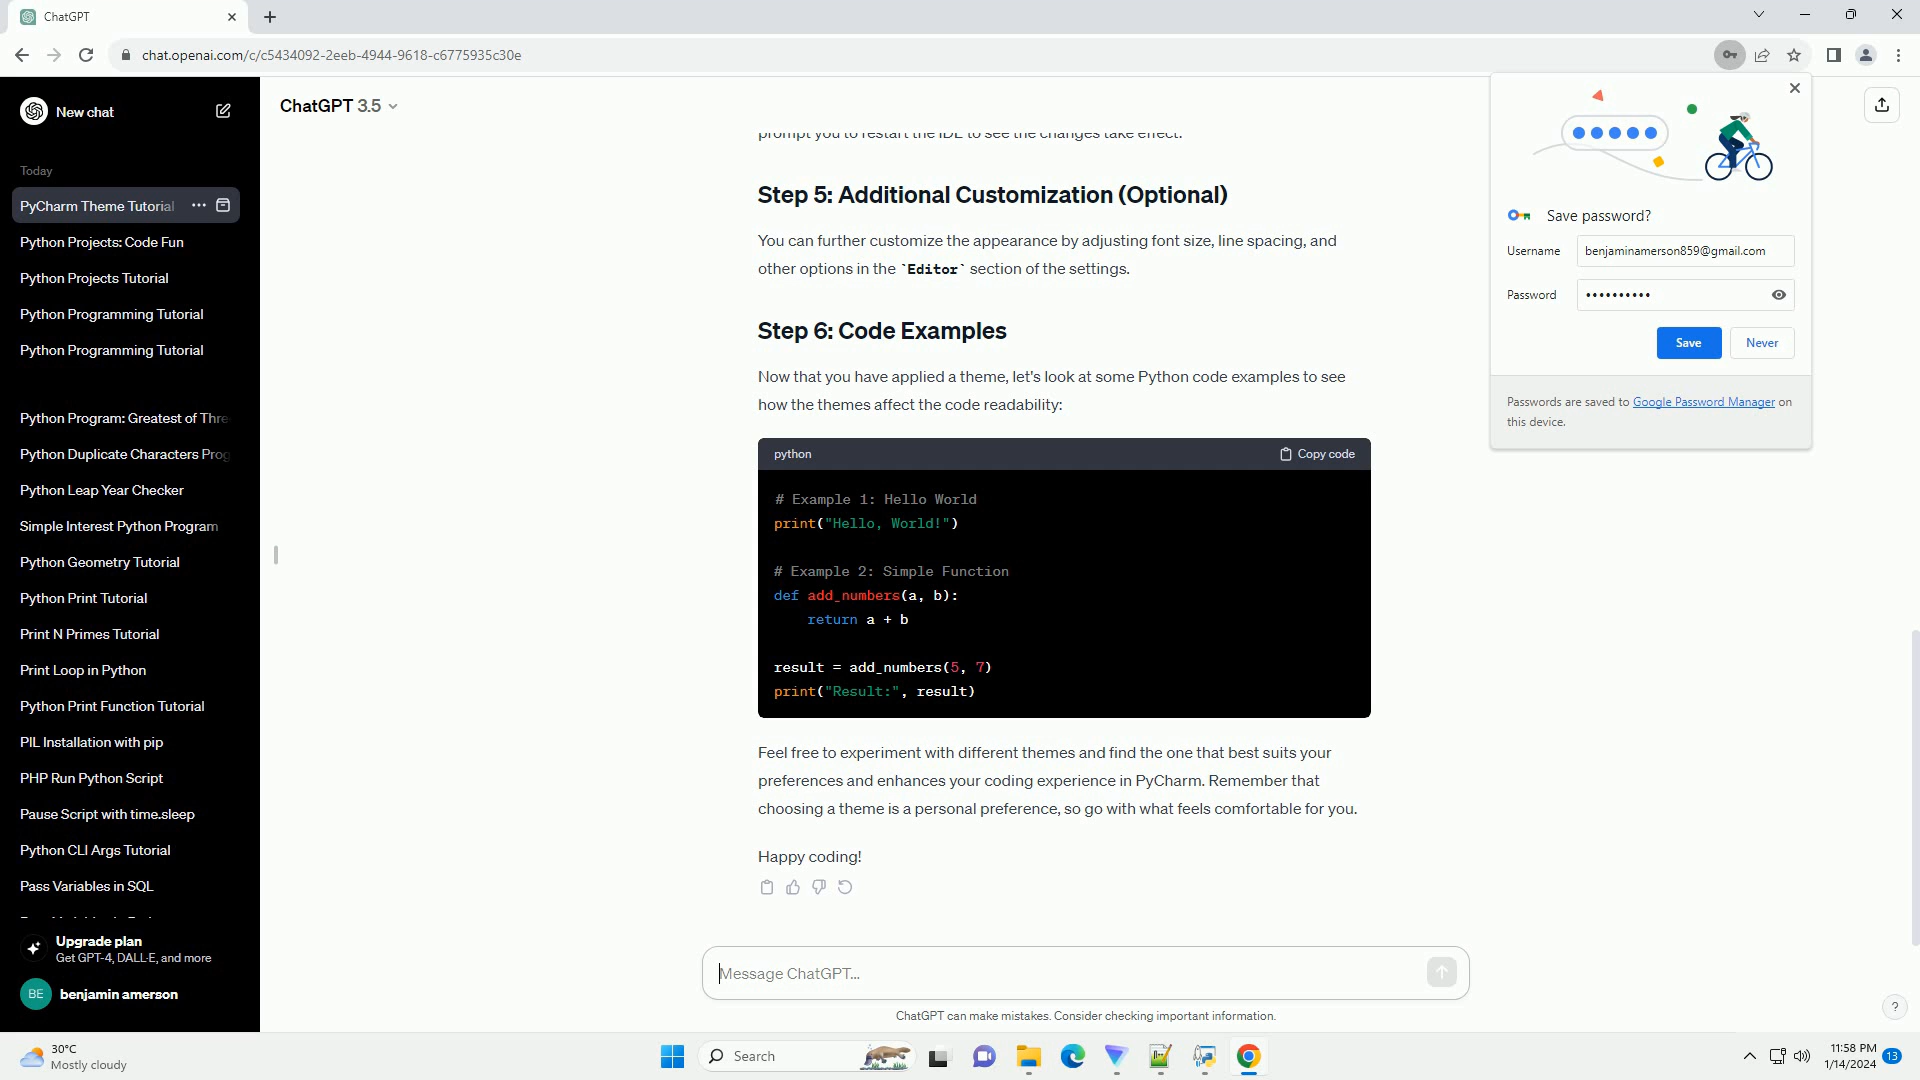 ChatGPT
chat.openai.com/c/c5434092-2eeb-4944-9618-c6775935c30e
New chat
Today
PyCharm Theme Tutorial
Python Projects: Code Fun
Python Projects Tutorial
Python Programming Tutorial
Python Programming Tutorial
Python Program: Greatest of Thre
Python Duplicate Characters Prog
Python Leap Year Checker
Simple Interest Python Program
Python Geometry Tutorial
Python Print Tutorial
Print N Primes Tutorial
Print Loop in Python
Python Print Function Tutorial
PIL Installation with pip
PHP Run Python Script
Pause Script with time.sleep
Python CLI Args Tutorial
Pass Variables in SQL
Upgrade plan
Get GPT-4, DALL·E, and more
BE benjamin amerson
ChatGPT 3.5
prompt you to restart the IDE to see the changes take effect.
Step 5: Additional Customization (Optional)
You can further customize the appearance by adjusting font size, line spacing, and
other options in the `Editor` section of the settings.
Step 6: Code Examples
Now that you have applied a theme, let's look at some Python code examples to see
how the themes affect the code readability:
python Copy code
# Example 1: Hello World
print("Hello, World!")
# Example 2: Simple Function
def add_numbers(a, b):
    return a + b
result = add_numbers(5, 7)
print("Result:", result)
Feel free to experiment with different themes and find the one that best suits your
preferences and enhances your coding experience in PyCharm. Remember that
choosing a theme is a personal preference, so go with what feels comfortable for you.
Happy coding!
Message ChatGPT...
ChatGPT can make mistakes. Consider checking important information.
?
Save password?
Username benjaminamerson859@gmail.com
Password ••••••••••
Save Never
Passwords are saved to Google Password Manager on
this device.
30°C
Mostly cloudy
Search
11:58 PM
1/14/2024
13